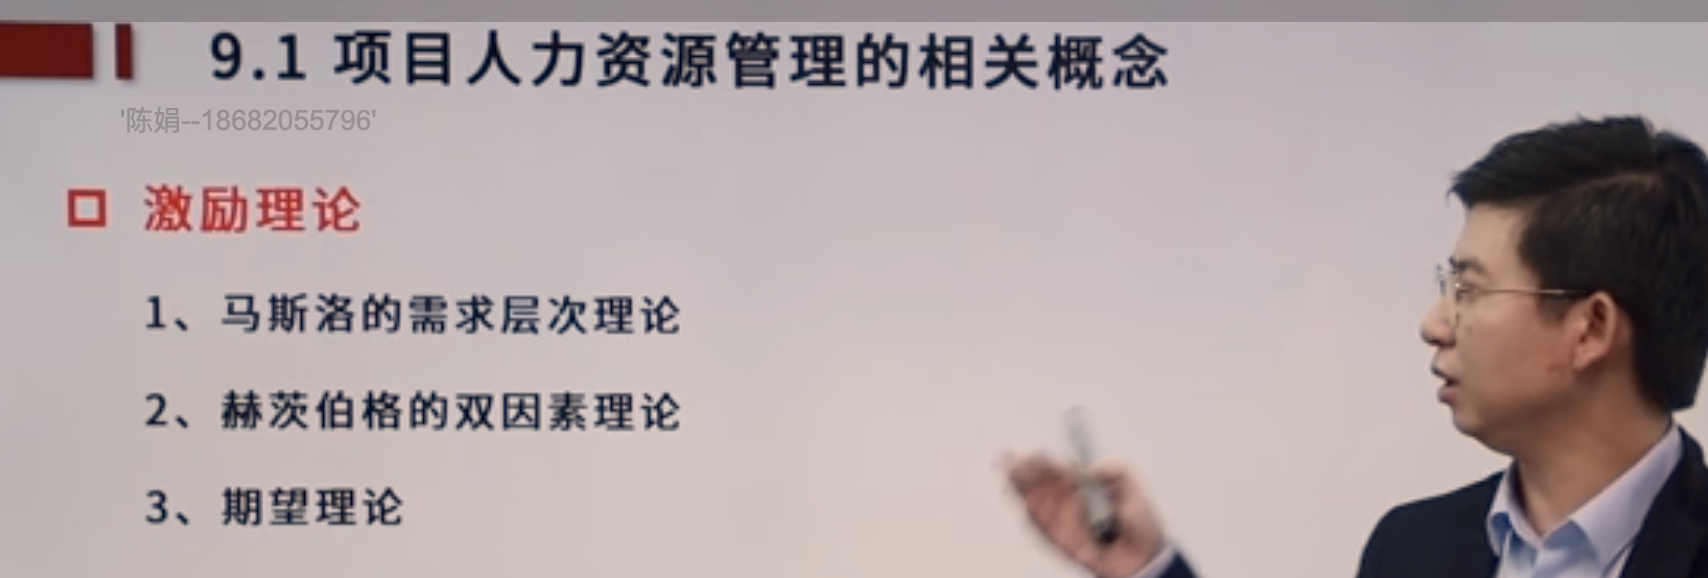 9.1 项目人力资源管理的相关概念
'陈娟--18682055796'
激励理论
1、马斯洛的需求层次理论
2、赫茨伯格的双因素理论
3、期望理论